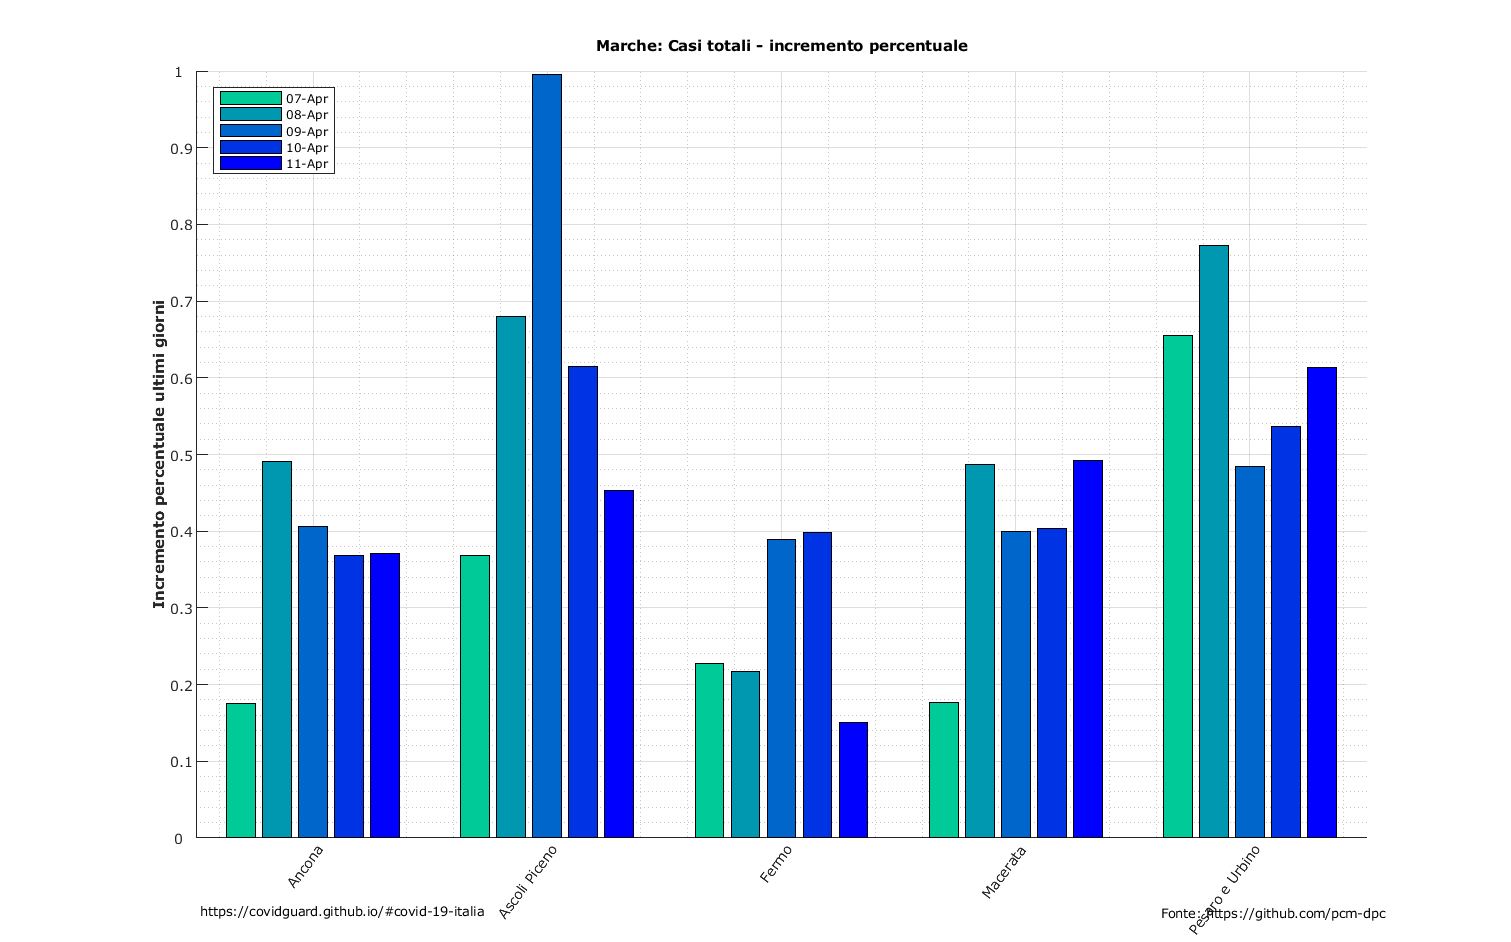 Marche: Casi totali - incremento percentuale
1
0.9
0.8
0.7
0.6
0.5
0.4
0.3
0.2
0.1
0
Incremento percentuale ultimi giorni
07-Apr
08-Apr
09-Apr
10-Apr
11-Apr
Ancona
Ascoli Piceno
Fermo
Macerata
Pesaro e Urbino
https://covidguard.github.io/#covid-19-italia
Fonte: https://github.com/pcm-dpc